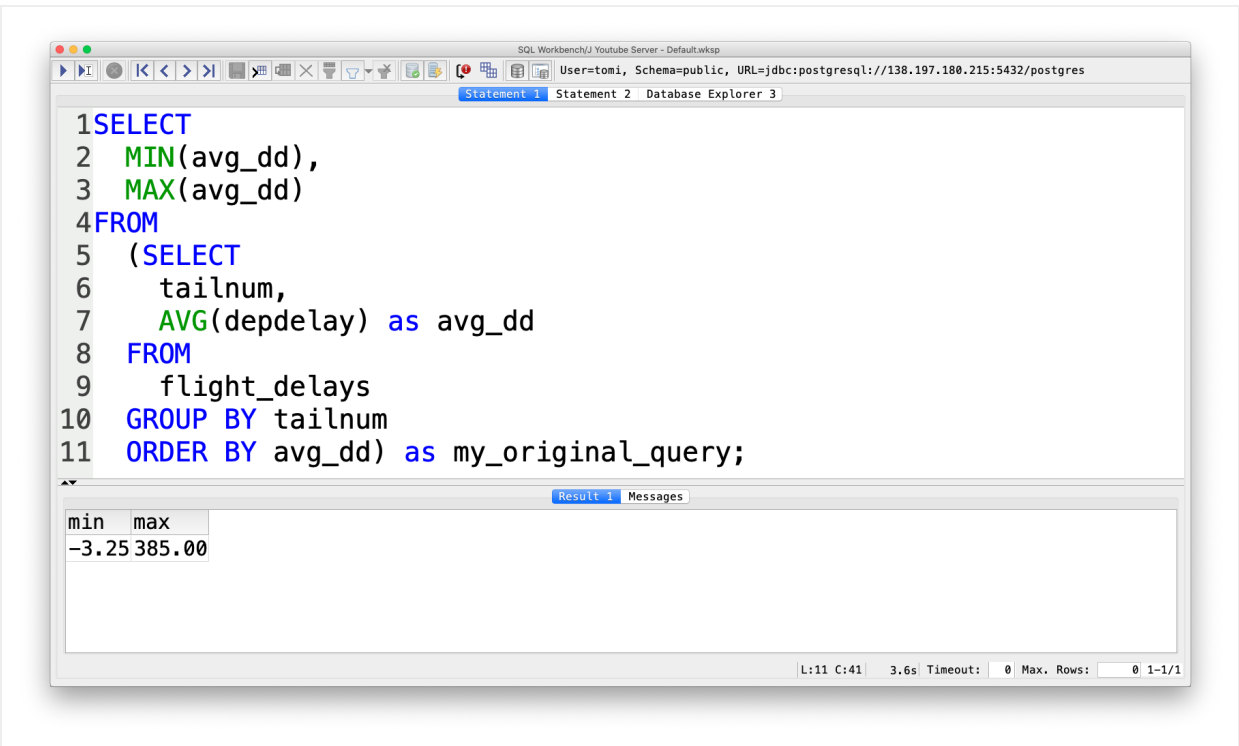 SQL Workbench/J Youtube Server - Default.wksp
User=tomi, Schema=public, URL=jdbc:postgresql://138.197.180.215:5432/postgres
Statement 1 Statement 2 Database Explorer 3
1 SELECT
2 MIN(avg_dd),
3 MAX(avg_dd)
4 FROM
5 (SELECT
6 tailnum,
7 AVG(depdelay) as avg_dd
8 FROM
9 flight_delays
10 GROUP BY tailnum
11 ORDER BY avg_dd) as my_original_query;
Result 1 Messages
min max
-3.25 385.00
L:11 C:41 3.6s Timeout: 0 Max. Rows: 0 1-1/1